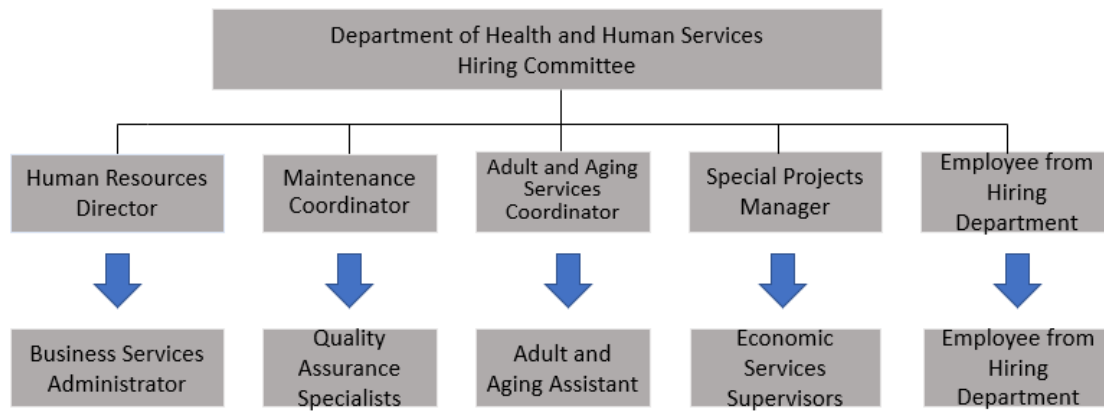 Department of Health and Human Services
Hiring Committee
Human Resources
Director
Maintenance
Coordinator
Adult and Aging
Services
Coordinator
Special Projects
Manager
Employee from
Hiring
Department
Business Services
Administrator
Quality
Assurance
Specialists
Adult and
Aging Assistant
Economic
Services
Supervisors
Employee from
Hiring
Department